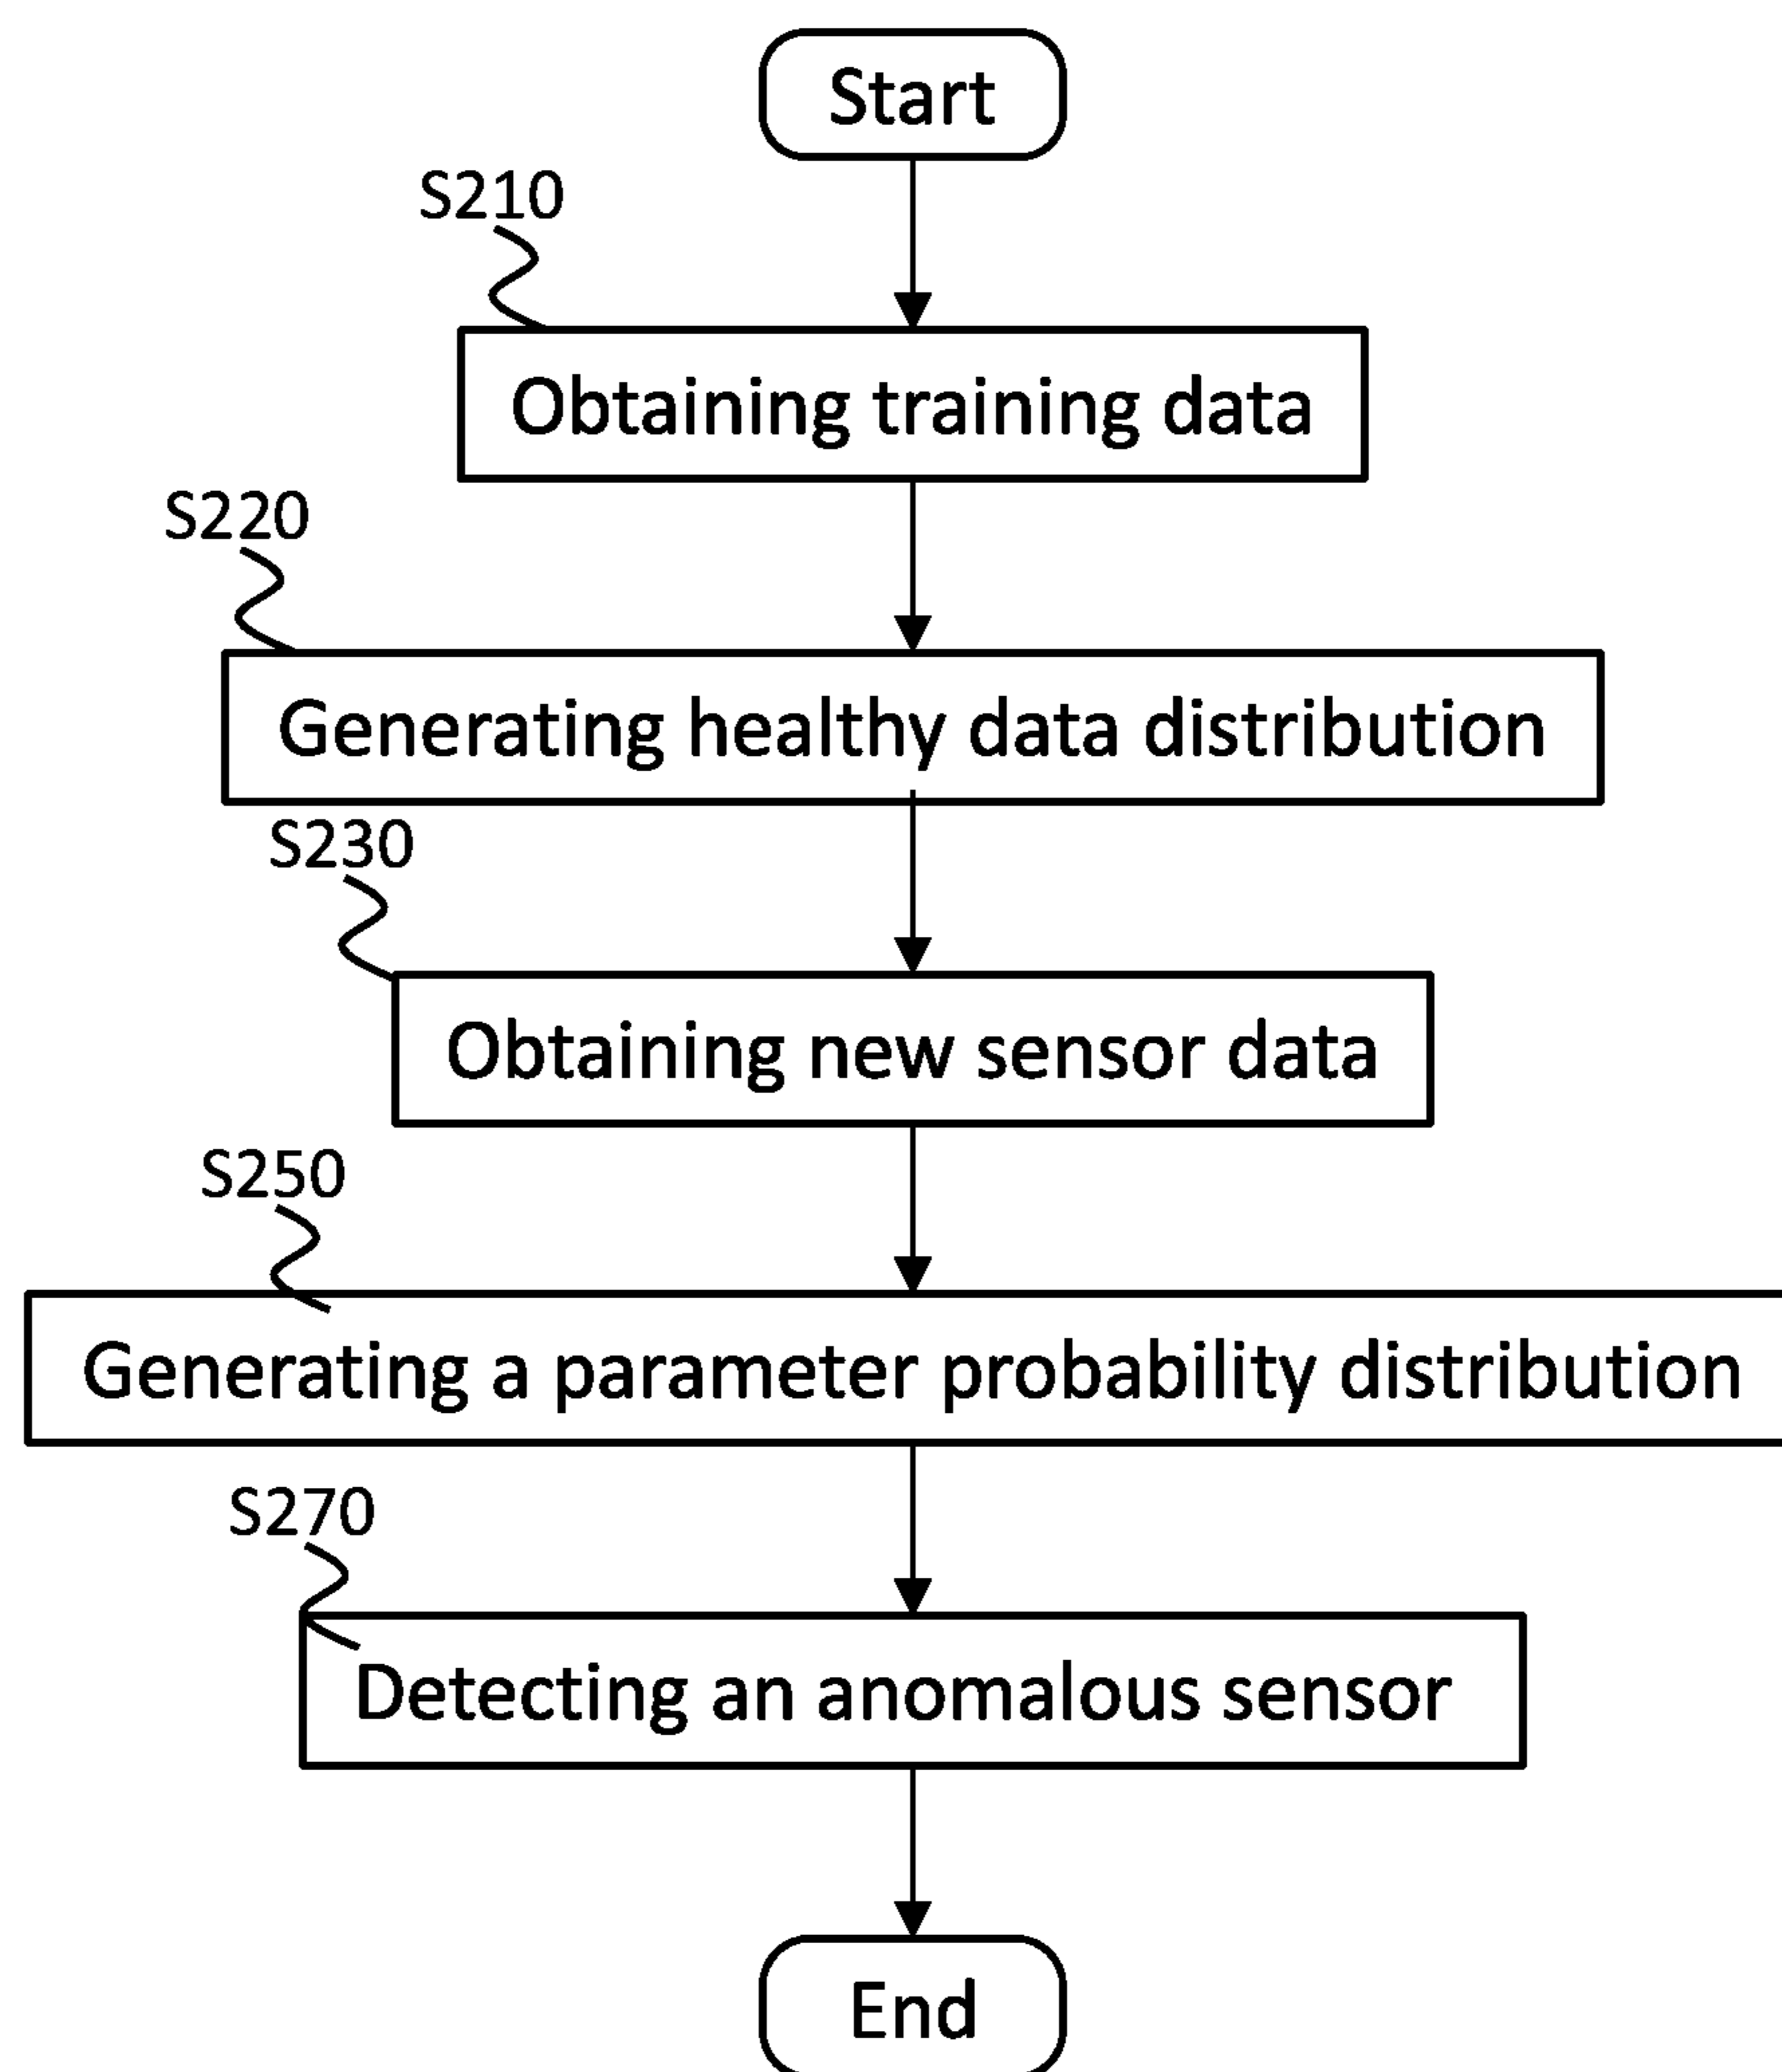 Start
S210
Obtaining training data
S220
Generating healthy data distribution
S230
Obtaining new sensor data
S250
Generating a parameter probability distribution
S270
Detecting an anomalous sensor
End